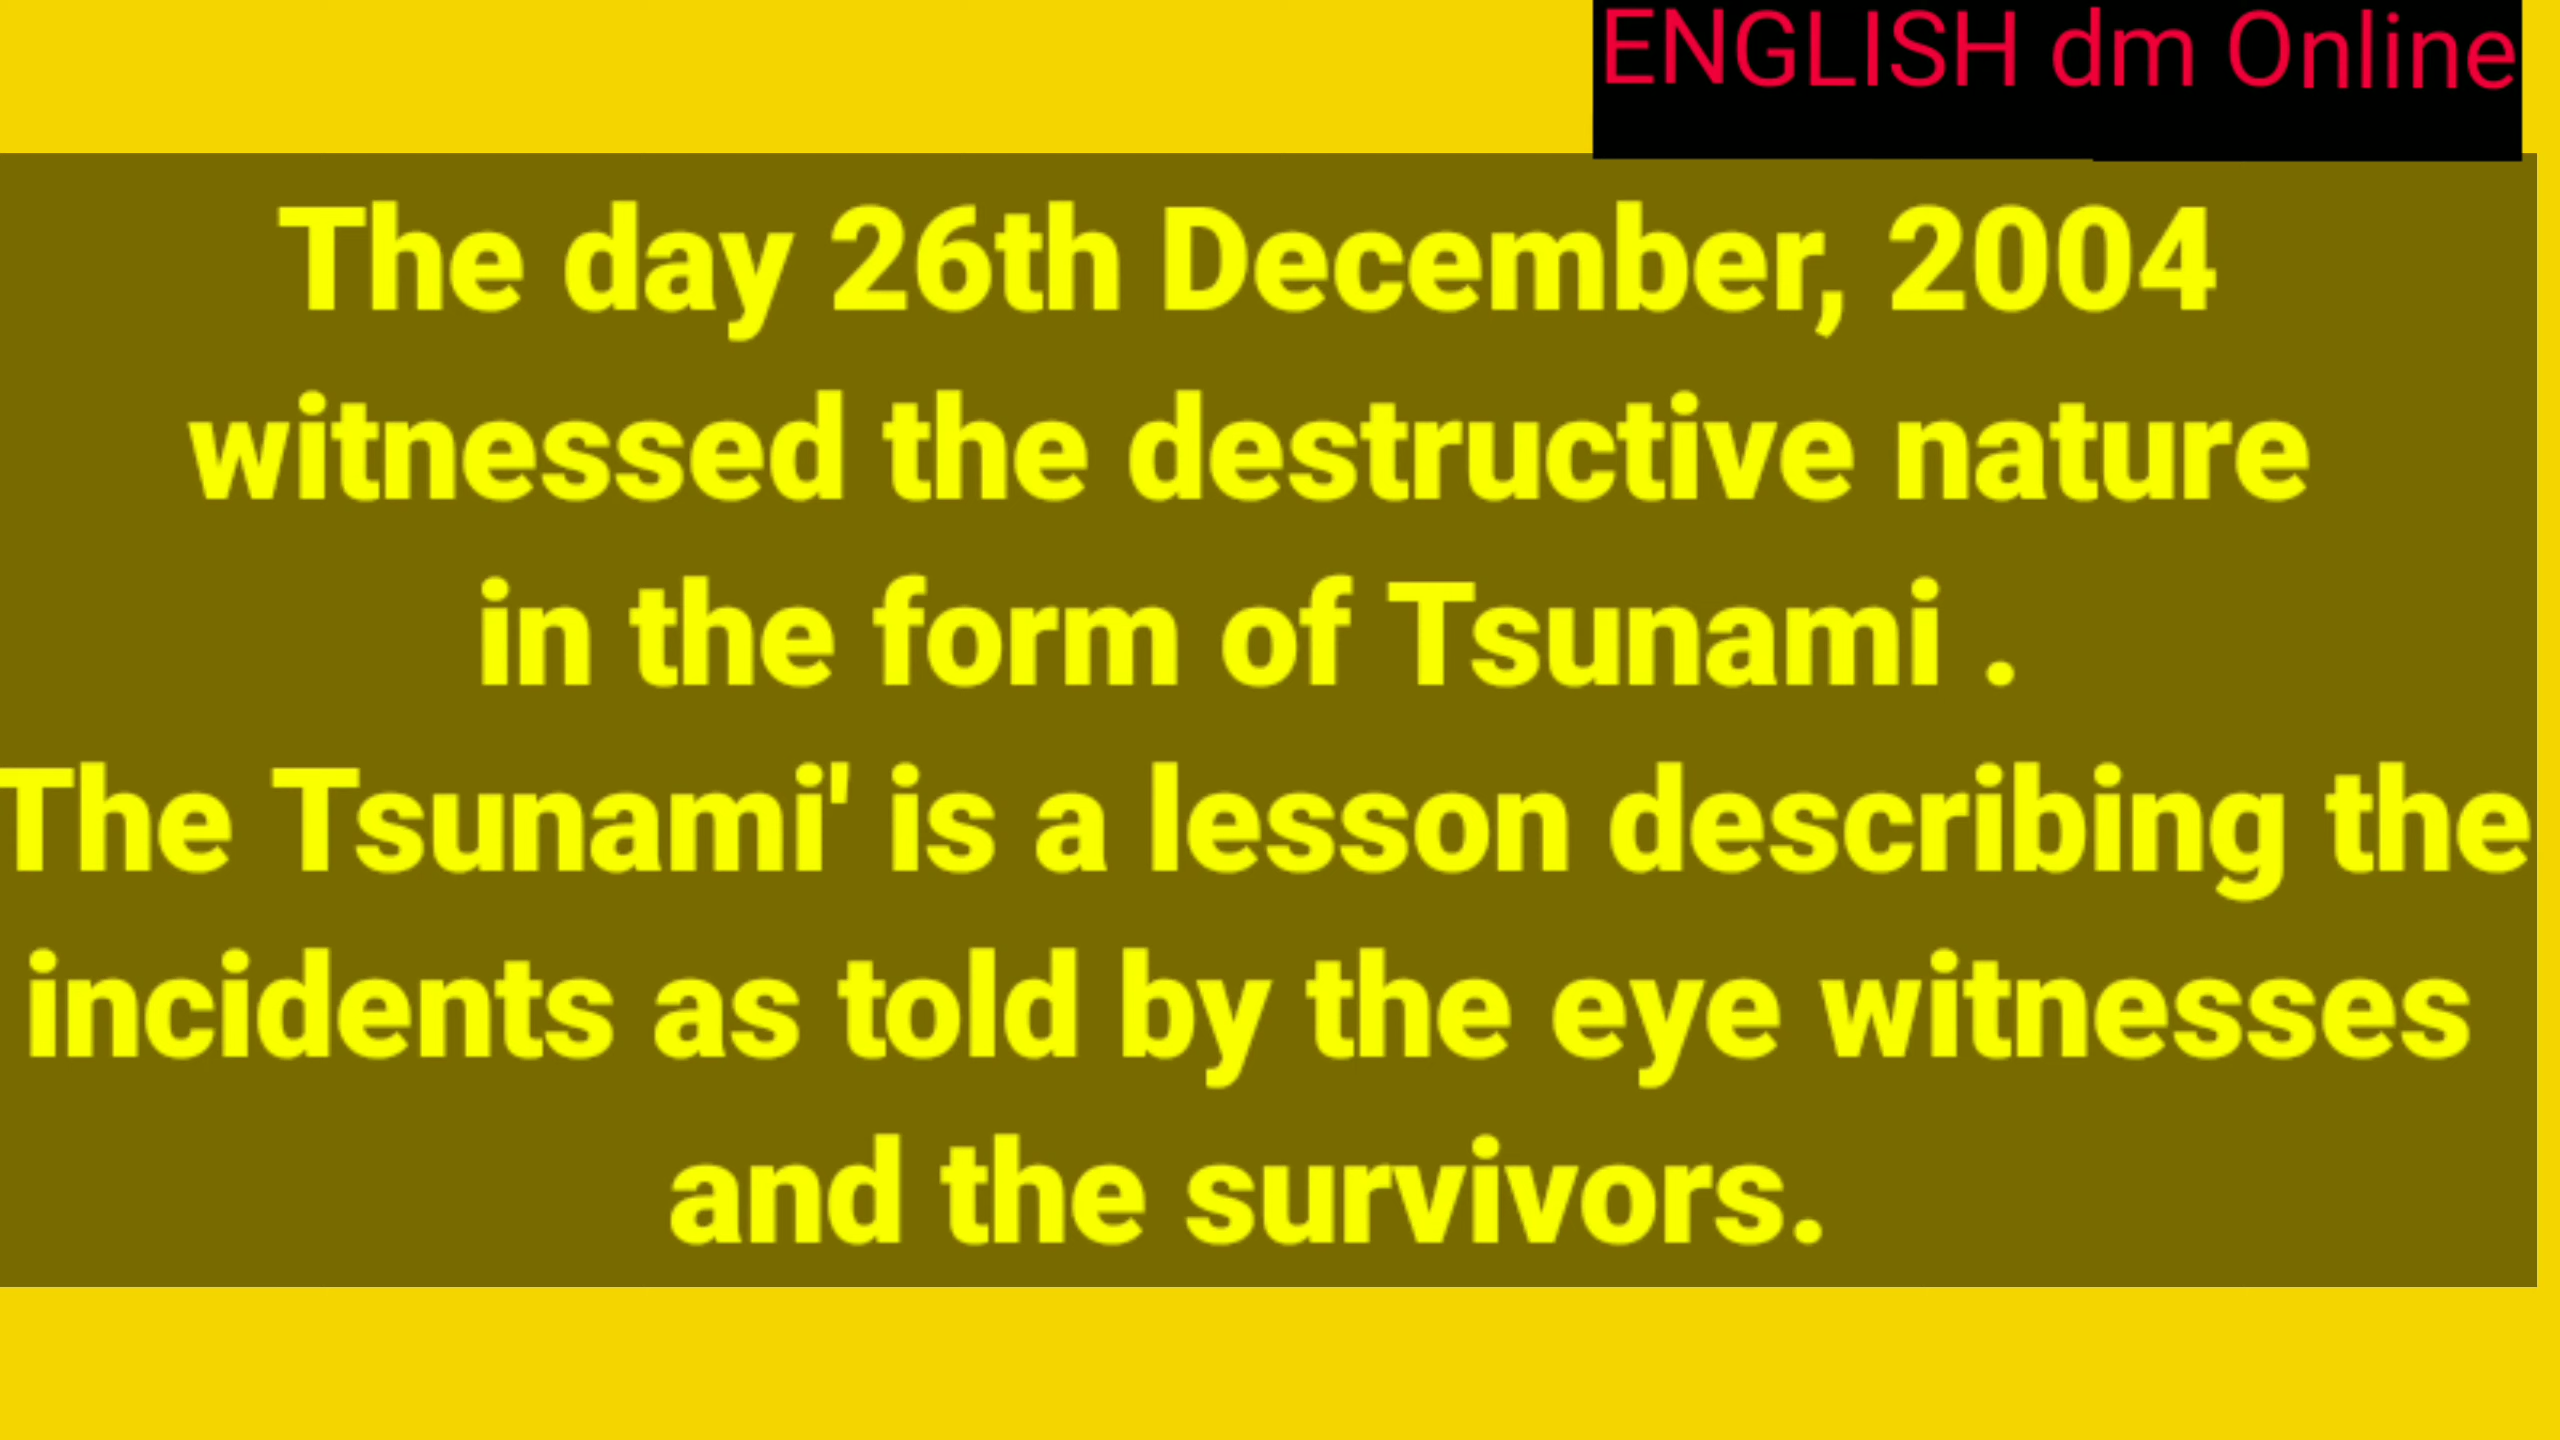 ENGLISH dm Online
The day 26th December, 2004
witnessed the destructive nature
in the form of Tsunami .
The Tsunami' is a lesson describing the
incidents as told by the eye witnesses
and the survivors.